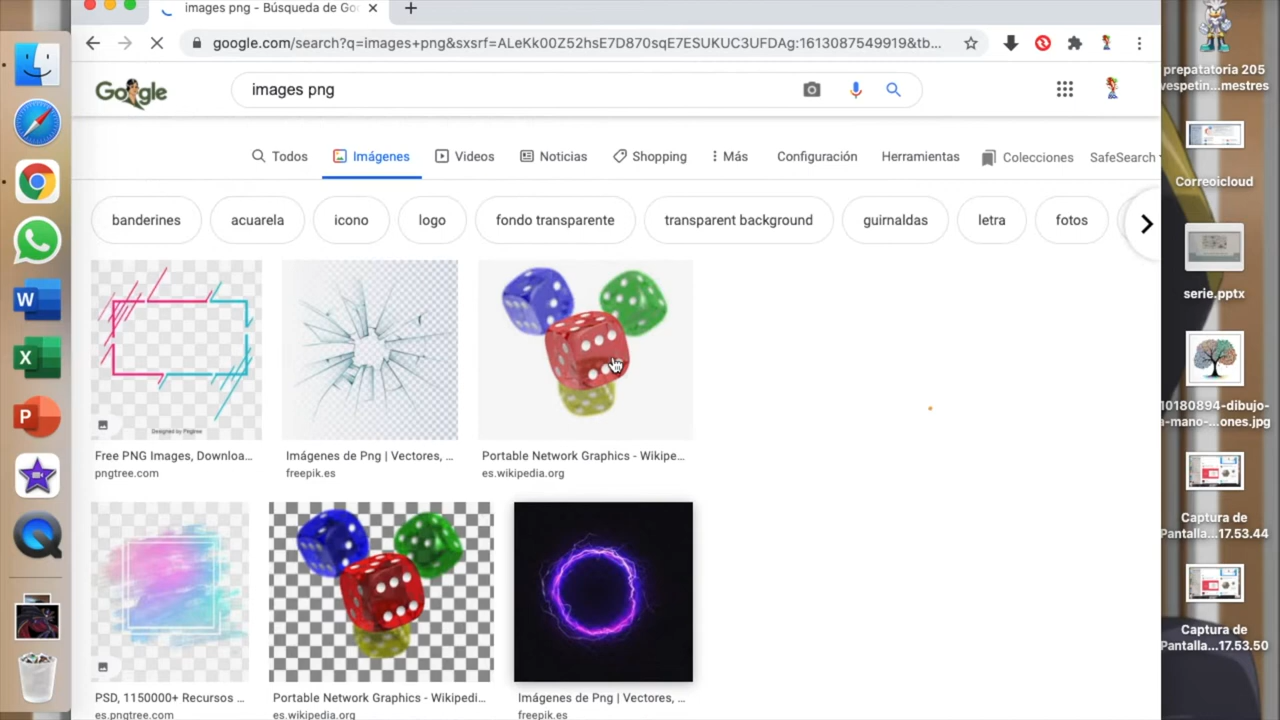 images png - Búsqueda de Go
google.com/search?q=images+png&sxsrf=ALeKk00Z52hsE7D870sqE7ESUKUC3UFDAg:1613087549919&tb...
Google
images png
Todos
Imágenes
Videos
Noticias
Shopping
Más
Configuración
Herramientas
Colecciones
SafeSearch
banderines
acuarela
icono
logo
fondo transparente
transparent background
guirnaldas
letra
fotos
Designed by Pngtree
Free PNG Images, Downloa...
pngtree.com
Imágenes de Png | Vectores, ...
freepik.es
Portable Network Graphics - Wikipe...
es.wikipedia.org
PSD, 1150000+ Recursos ...
es.pngtree.com
Portable Network Graphics - Wikipedi...
es.wikipedia.org
Imágenes de Png | Vectores, ...
freepik.es
W
X
P
prepatatoria 205
vespetin...mestres
Correoicloud
serie.pptx
10180894-dibujo-
a-mano-...ones.jpg
Captura de
Pantalla...17.53.44
Captura de
Pantalla...17.53.50